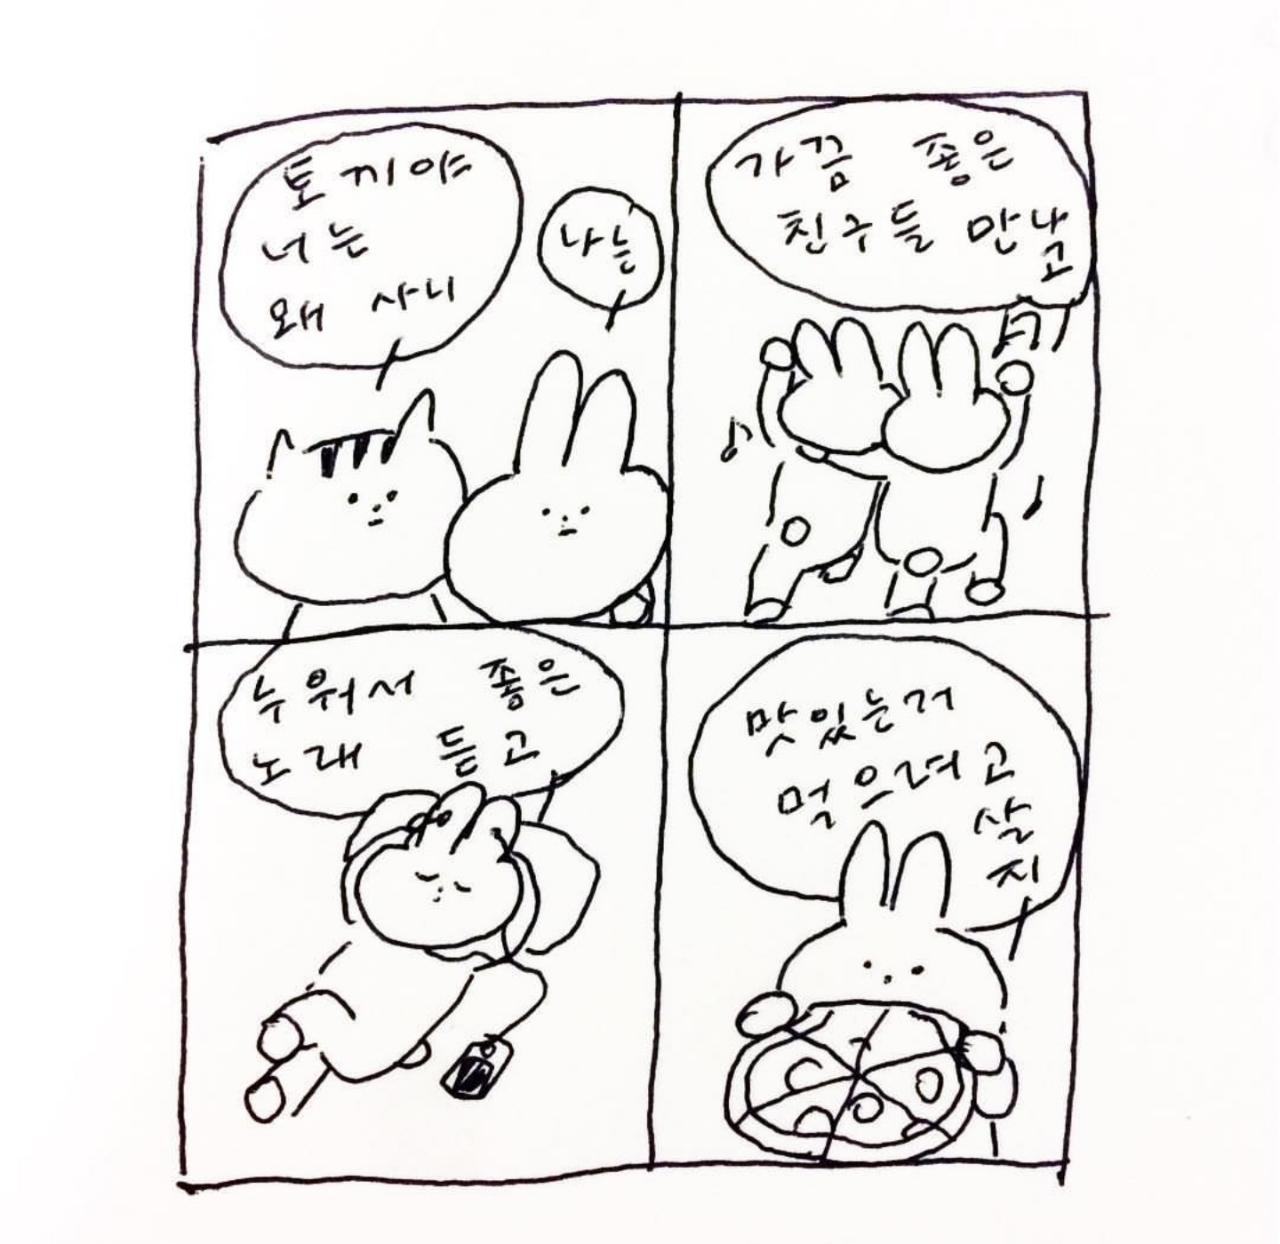 토끼야
너는
왜 사니
나는
가끔 좋은
친구들 만나
고
누워서 좋은
노래 듣고
맛있는거
먹으려고
살
지